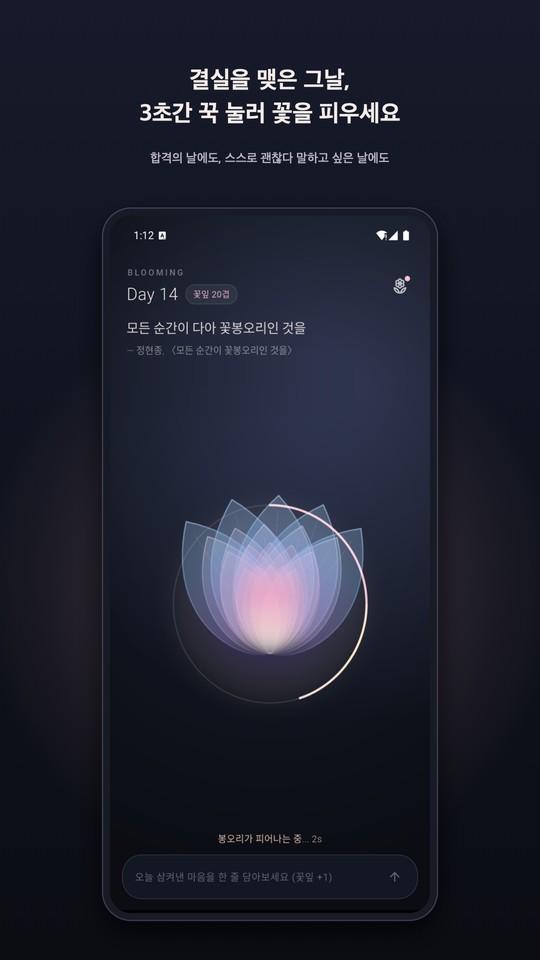 결실을 맺은 그날,
3초간 꾹 눌러 꽃을 피우세요
합격의 날에도, 스스로 괜찮다 말하고 싶은 날에도
1:12 A
BLOOMING
Day 14 꽃잎 20겹
모든 순간이 다아 꽃봉오리인 것을
— 정현종, 〈모든 순간이 꽃봉오리인 것을〉
봉오리가 피어나는 중... 2s
오늘 삼켜낸 마음을 한 줄 담아보세요 (꽃잎 +1)